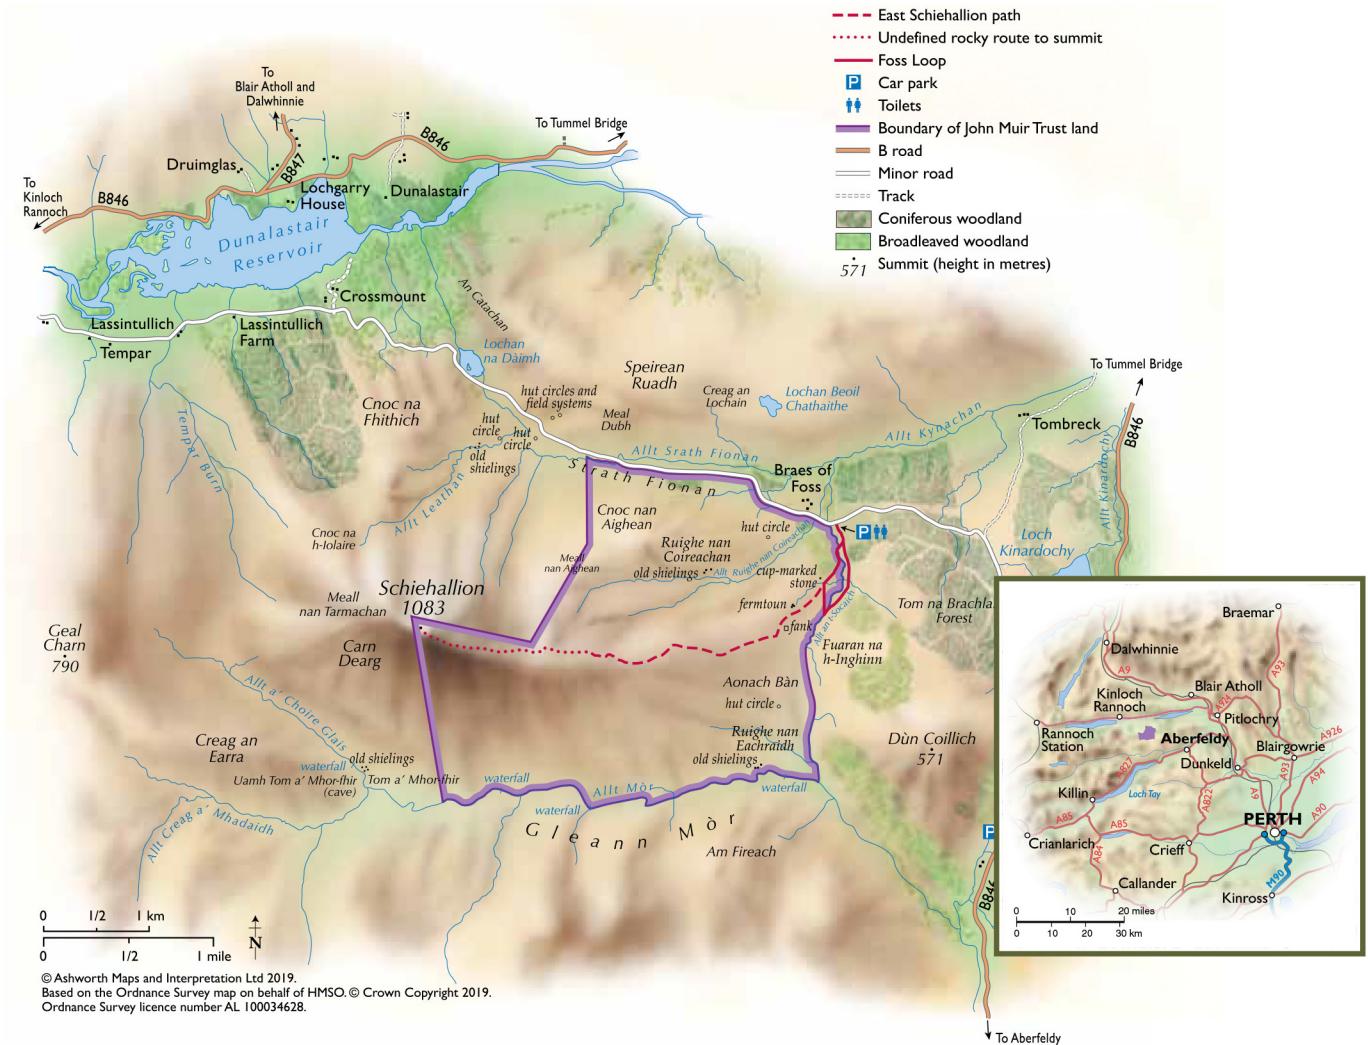 East Schiehallion path
Undefined rocky route to summit
Foss Loop
P
Car park
Toilets
Boundary of John Muir Trust land
B road
Minor road
Track
Coniferous woodland
Broadleaved woodland
571
Summit (height in metres)
To
Blair Atholl and
Dalwhinnie
To Tummel Bridge
B846
B847
Druimglas
To
Kinloch
Rannoch
B846
Lochgarry
House
Dunalastair
Dunalastair
Reservoir
Crossmount
An Catachan
Lassintullich
Lassintullich
Farm
Tempar
Lochan
na Dàimh
Tempar Burn
Speirean
Ruadh
Creag an
Lochain
Lochan Beoil
Chathaithe
To Tummel Bridge
B846
Tombreck
Cnoc na
Fhithich
hut circles and
field systems
Meal
Dubh
hut
circle
hut
circle
old
shielings
Allt Srath Fionan
Strath Fionan
Allt Kynachan
Allt Kinardochy
Braes of
Foss
Allt Leathan
Cnoc na
h-Iolaire
Cnoc nan
Aighean
Meall
nan Aighean
hut circle
P
Ruighe nan
Coireachan
old shielings
Allt Ruighe nan Coireachan
cup-marked
stone
fermtoun
fank
Allt an t-Socaich
Loch
Kinardochy
Tom na Brachla
Forest
Fuaran na
h-Inghinn
Schiehallion
1083
Meall
nan Tarmachan
Carn
Dearg
Geal
Charn
790
Allt a' Choire Glais
Aonach Bàn
hut circle
Ruighe nan
Eachraidh
old shielings
Dùn Coillich
571
Creag an
Earra
old shielings
waterfall
Uamh Tom a' Mhor-fhir
(cave)
Tom a' Mhor-fhir
waterfall
Allt Mòr
waterfall
waterfall
Allt Creag a' Mhadaidh
Gleann Mòr
Am Fireach
P
B846
To Aberfeldy
Braemar
Dalwhinnie
A9
A93
Kinloch
Rannoch
Blair Atholl
A924
Pitlochry
Rannoch
Station
Aberfeldy
A926
Blairgowrie
Dunkeld
A827
A93
A94
Killin
Loch Tay
A822
A9
A90
A85
A85
PERTH
Crianlarich
A84
Crieff
M90
Callander
Kinross
0 10 20 miles
0 10 20 30 km
0 1/2 1 km
0 1/2 1 mile
N
© Ashworth Maps and Interpretation Ltd 2019.
Based on the Ordnance Survey map on behalf of HMSO. © Crown Copyright 2019.
Ordnance Survey licence number AL 100034628.